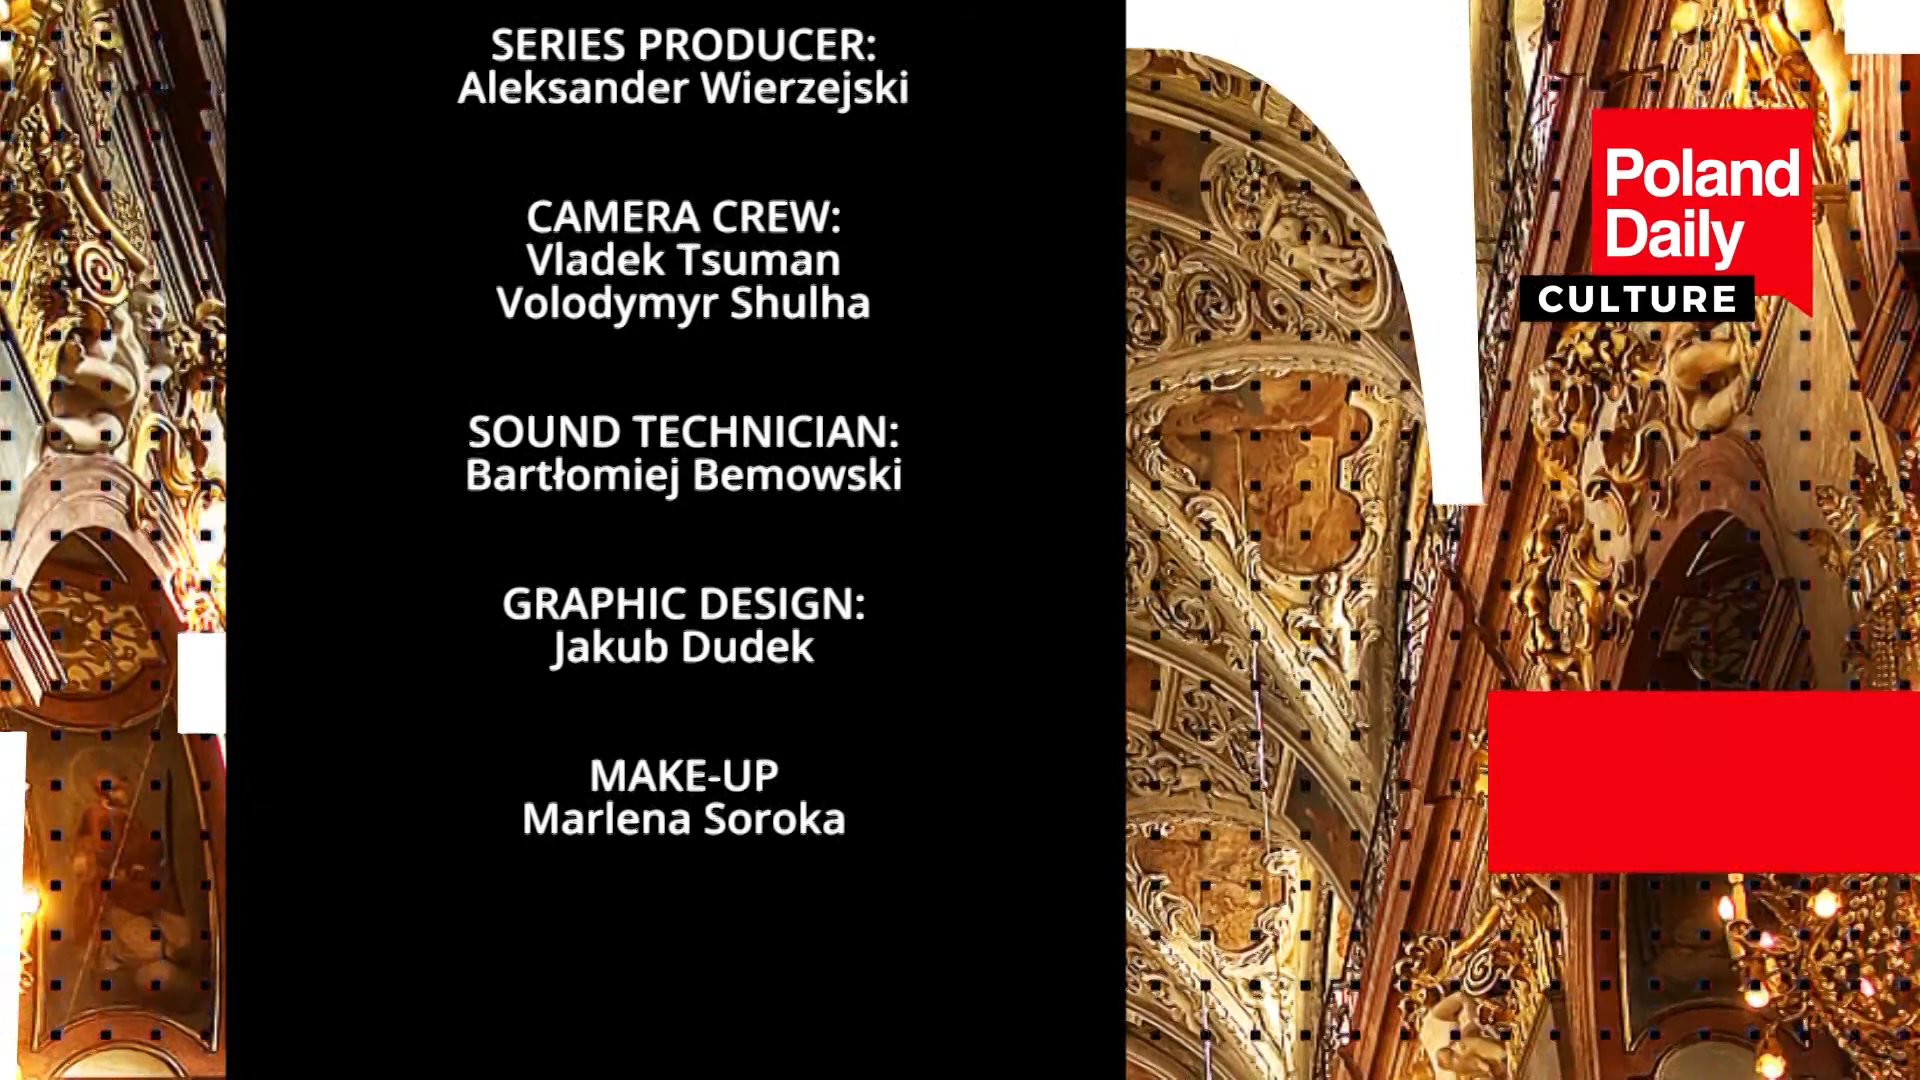 SERIES PRODUCER:
Aleksander Wierzejski
CAMERA CREW:
Vladek Tsuman
Volodymyr Shulha
SOUND TECHNICIAN:
Bartłomiej Bemowski
GRAPHIC DESIGN:
Jakub Dudek
MAKE-UP
Marlena Soroka
Poland
Daily
CULTURE